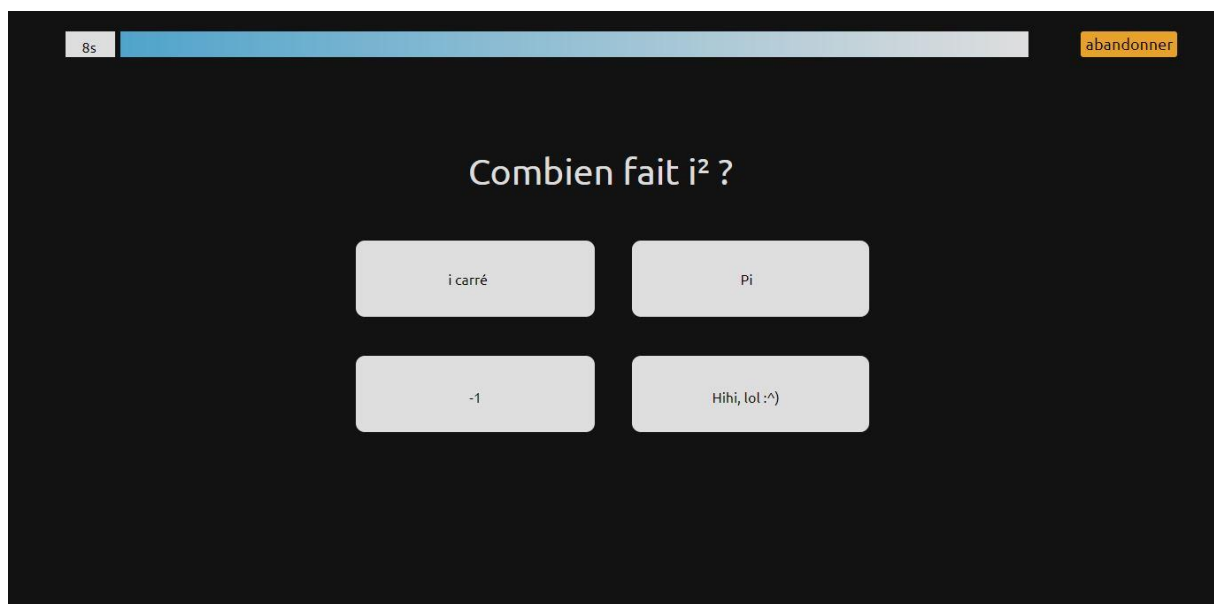 8s
abandonner
Combien fait i² ?
i carré
Pi
-1
Hihi, lol :^)